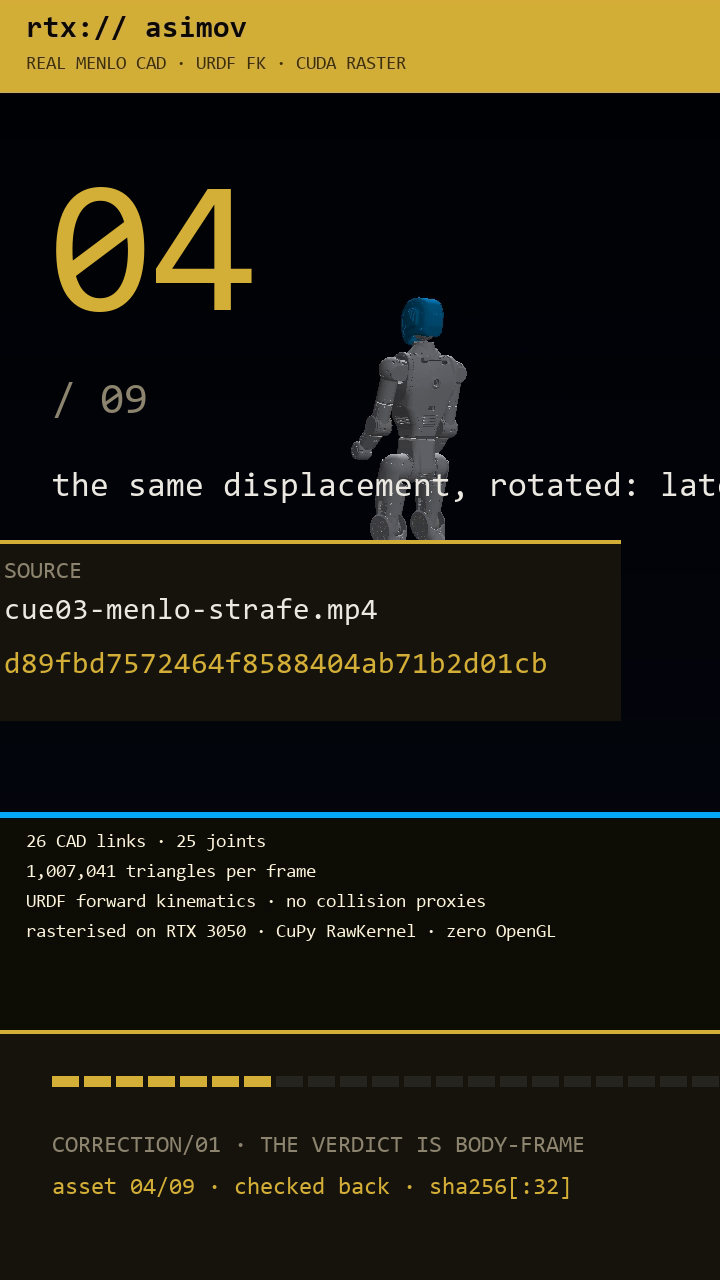 rtx:// asimov
REAL MENLO CAD · URDF FK · CUDA RASTER
04
/ 09
the same displacement, rotated:
SOURCE
cue03-menlo-strafe.mp4
d89fbd7572464f8588404ab71b2d01cb
26 CAD links · 25 joints
1,007,041 triangles per frame
URDF forward kinematics · no collision proxies
rasterised on RTX 3050 · CuPy RawKernel · zero OpenGL
CORRECTION/01 · THE VERDICT IS BODY-FRAME
asset 04/09 · checked back · sha256[:32]